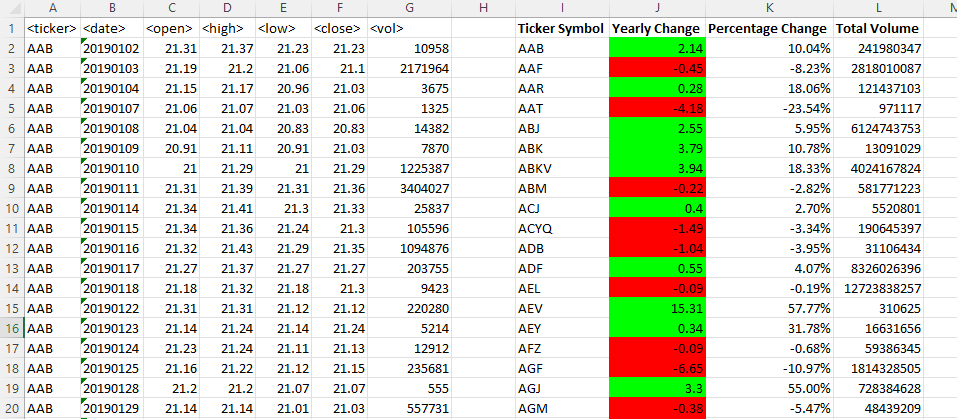 A B C D E F G H I J K L M
1 <ticker> <date> <open> <high> <low> <close> <vol> Ticker Symbol Yearly Change Percentage Change Total Volume
2 AAB 20190102 21.31 21.37 21.23 21.23 10958 AAB 2.14 10.04% 241980347
3 AAB 20190103 21.19 21.2 21.06 21.1 2171964 AAF -0.45 -8.23% 2818010087
4 AAB 20190104 21.15 21.17 20.96 21.03 3675 AAR 0.28 18.06% 121437103
5 AAB 20190107 21.06 21.07 21.03 21.06 1325 AAT -4.18 -23.54% 971117
6 AAB 20190108 21.04 21.04 20.83 20.83 14382 ABJ 2.55 5.95% 6124743753
7 AAB 20190109 20.91 21.11 20.91 21.03 7870 ABK 3.79 10.78% 13091029
8 AAB 20190110 21 21.29 21 21.29 1225387 ABKV 3.94 18.33% 4024167824
9 AAB 20190111 21.31 21.39 21.31 21.36 3404027 ABM -0.22 -2.82% 581771223
10 AAB 20190114 21.34 21.41 21.3 21.33 25837 ACJ 0.4 2.70% 5520801
11 AAB 20190115 21.34 21.36 21.24 21.3 105596 ACYQ -1.49 -3.34% 190645397
12 AAB 20190116 21.32 21.43 21.29 21.35 1094876 ADB -1.04 -3.95% 31106434
13 AAB 20190117 21.27 21.37 21.27 21.27 203755 ADF 0.55 4.07% 8326026396
14 AAB 20190118 21.18 21.32 21.18 21.3 9423 AEL -0.09 -0.19% 12723838257
15 AAB 20190122 21.31 21.31 21.12 21.12 220280 AEV 15.31 57.77% 310625
16 AAB 20190123 21.14 21.24 21.14 21.24 5214 AEY 0.34 31.78% 16631656
17 AAB 20190124 21.23 21.24 21.11 21.13 12912 AFZ -0.09 -0.68% 59386345
18 AAB 20190125 21.16 21.22 21.12 21.15 235681 AGF -6.65 -10.97% 1814328505
19 AAB 20190128 21.2 21.2 21.07 21.07 555 AGJ 3.3 55.00% 728384628
20 AAB 20190129 21.14 21.14 21.01 21.03 557731 AGM -0.38 -5.47% 48439209